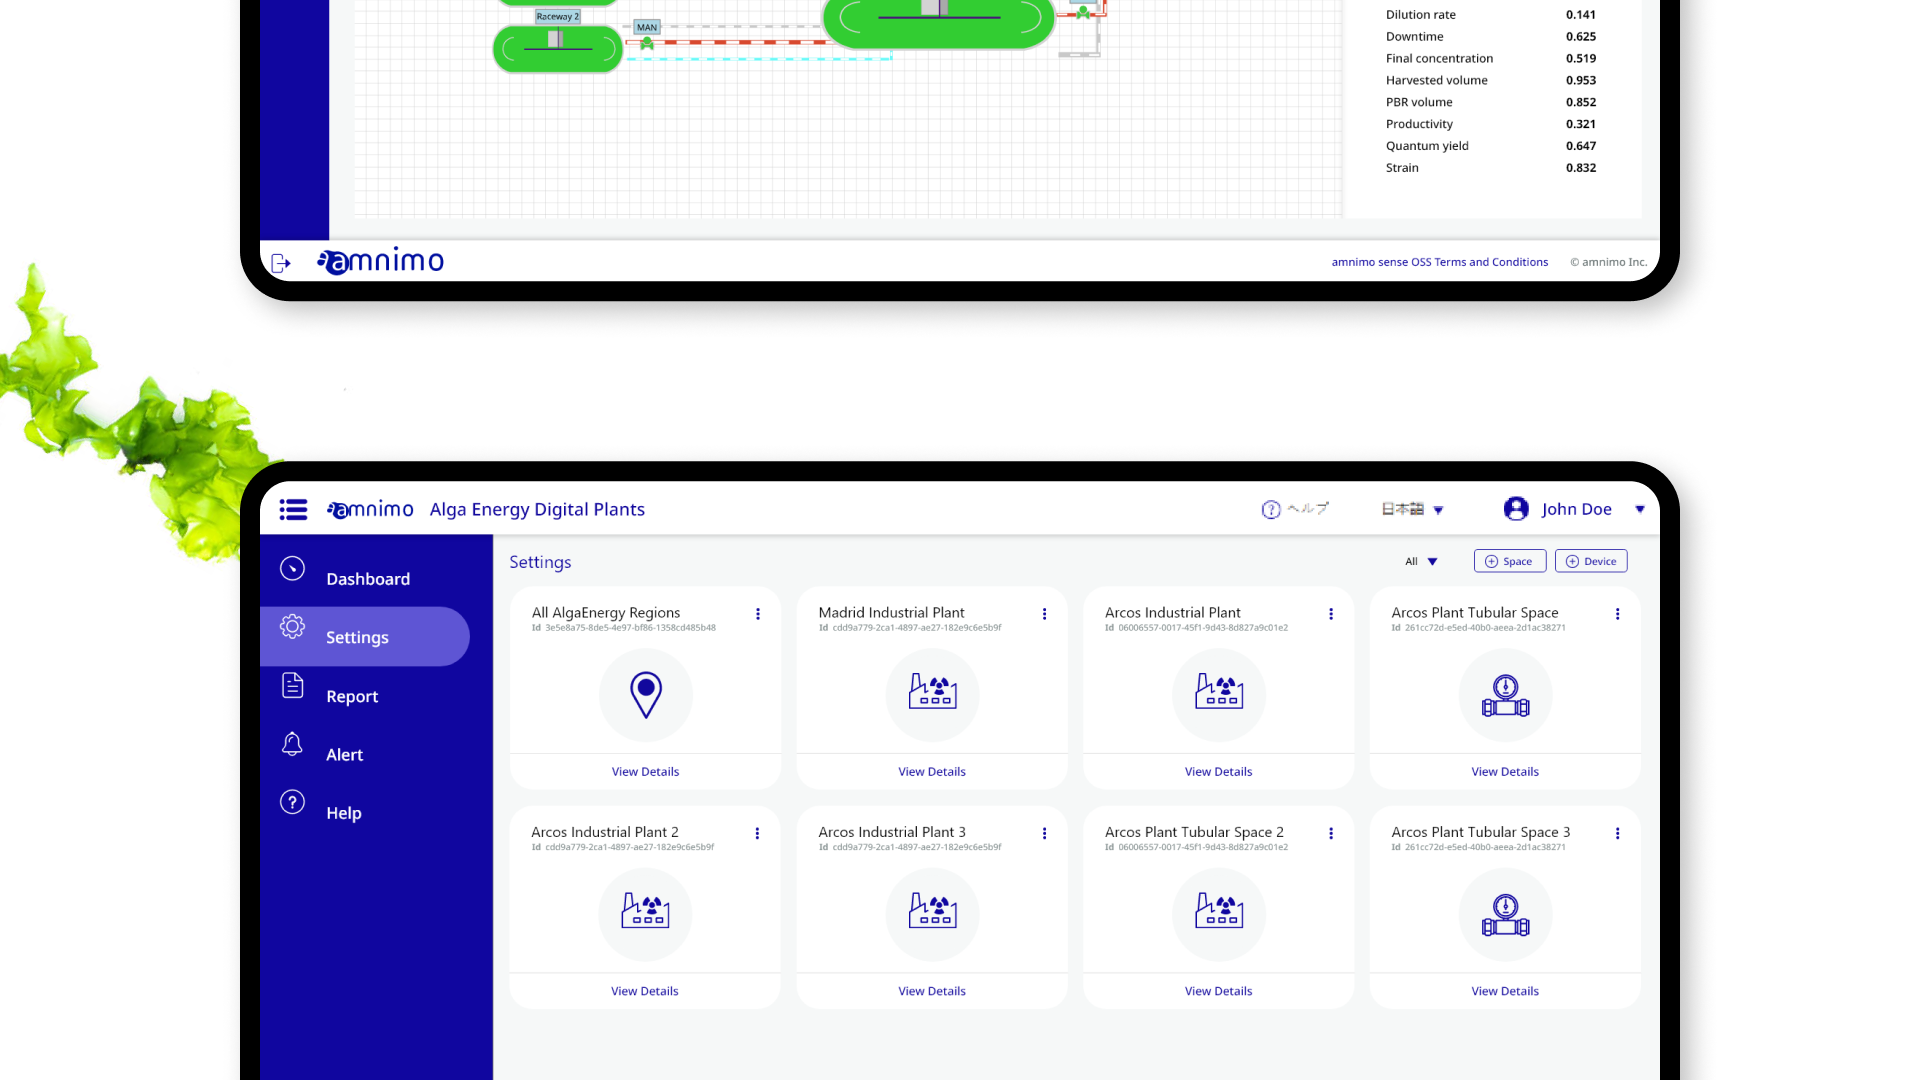 Raceway 2
MAN
Dilution rate 0.141
Downtime 0.625
Final concentration 0.519
Harvested volume 0.953
PBR volume 0.852
Productivity 0.321
Quantum yield 0.647
Strain 0.832
amnimo
amnimo sense OSS Terms and Conditions © amnimo Inc.
amnimo Alga Energy Digital Plants ヘルプ 日本語 John Doe
Dashboard
Settings
Report
Alert
Help
Settings All Space Device
All AlgaEnergy Regions
Id 3e5e8a75-8de5-4e97-bf86-1358cd485b48
View Details
Madrid Industrial Plant
Id cdd9a779-2ca1-4897-ae27-182e9c6e5b9f
View Details
Arcos Industrial Plant
Id 06006557-0017-45f1-9d43-8d827a9c01e2
View Details
Arcos Plant Tubular Space
Id 261cc72d-e5ed-40b0-aeea-2d1ac38271
View Details
Arcos Industrial Plant 2
Id cdd9a779-2ca1-4897-ae27-182e9c6e5b9f
View Details
Arcos Industrial Plant 3
Id cdd9a779-2ca1-4897-ae27-182e9c6e5b9f
View Details
Arcos Plant Tubular Space 2
Id 06006557-0017-45f1-9d43-8d827a9c01e2
View Details
Arcos Plant Tubular Space 3
Id 261cc72d-e5ed-40b0-aeea-2d1ac38271
View Details